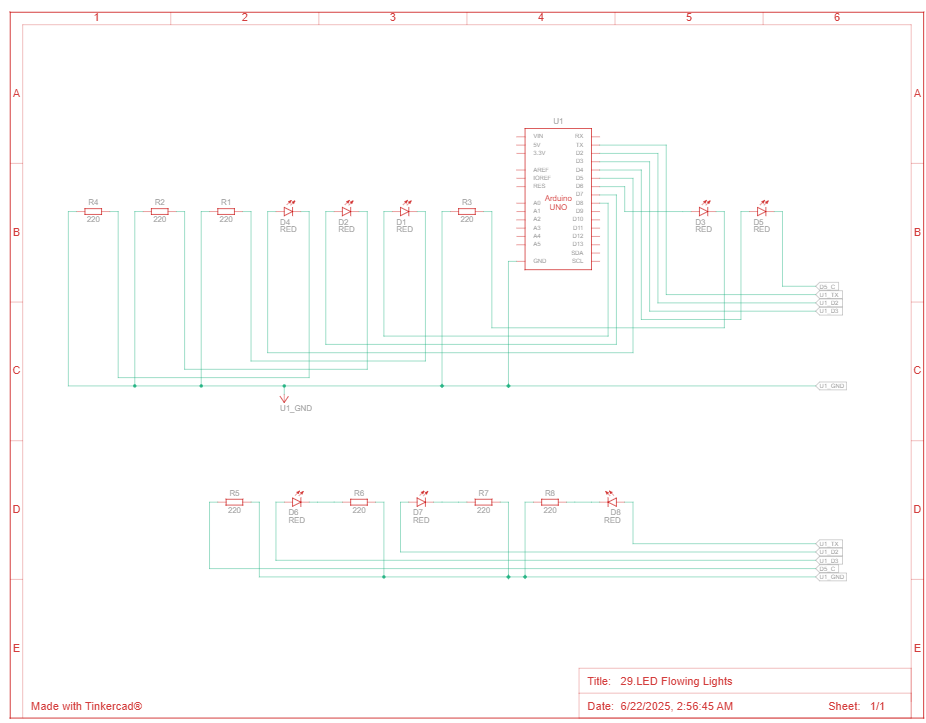 1 2 3 4 5 6
A A
U1
VIN RX
5V TX
3.3V D2
D3
AREF D4
IOREF D5
RES D6
D7
Arduino
UNO
A0 D8
A1 D9
A2 D10
A3 D11
A4 D12
A5 D13
SDA
GND SCL
R4 R2 R1 R3
220 220 220 220
D4 D2 D1 D3 D5
RED RED RED RED RED
B B
D5_C
U1_TX
U1_D2
U1_D3
C C
U1_GND
U1_GND
R5 R6 R7 R8
220 220 220 220
D6 D7 D8
RED RED RED
D D
U1_TX
U1_D2
U1_D3
D5_C
U1_GND
E E
Title: 29.LED Flowing Lights
Made with Tinkercad®
Date: 6/22/2025, 2:56:45 AM Sheet: 1/1